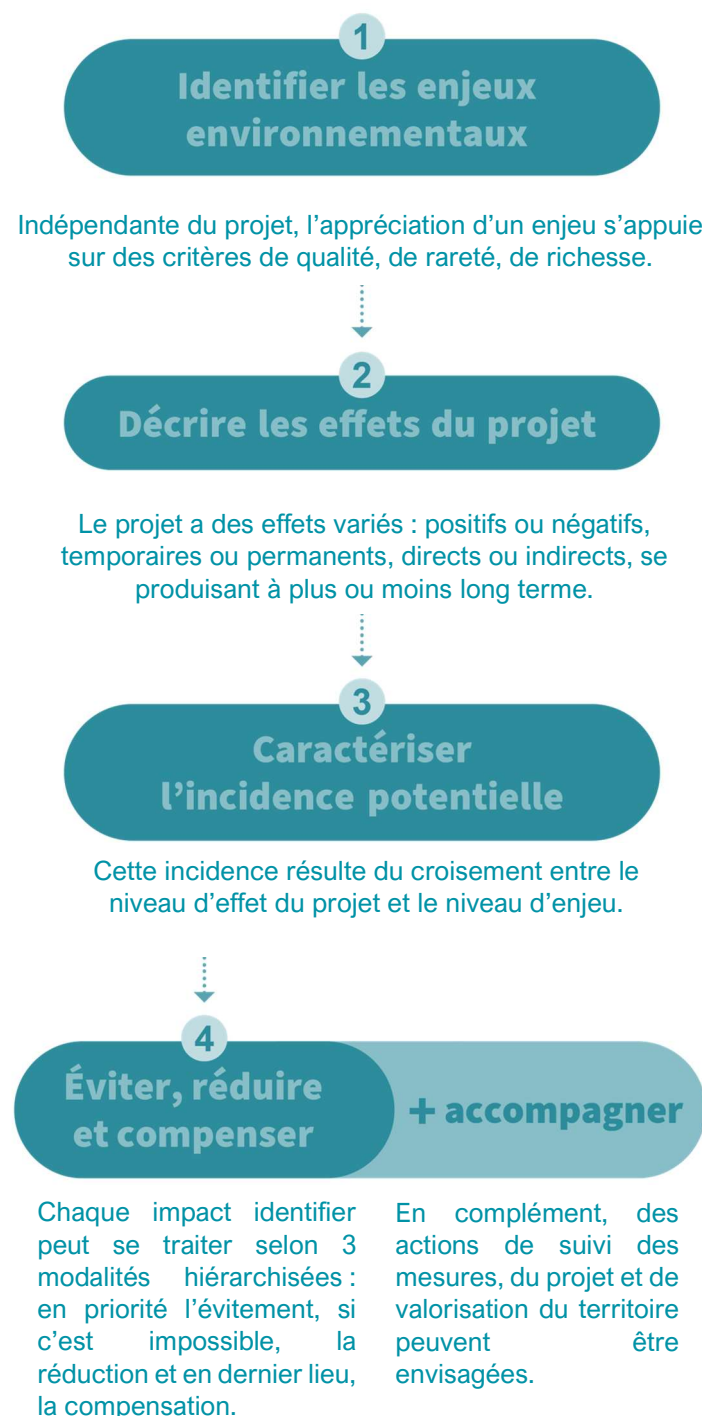 1
Identifier les enjeux
environnementaux
Indépendante du projet, l'appréciation d'un enjeu s'appuie
sur des critères de qualité, de rareté, de richesse.
2
Décrire les effets du projet
Le projet a des effets variés : positifs ou négatifs,
temporaires ou permanents, directs ou indirects, se
produisant à plus ou moins long terme.
3
Caractériser
l'incidence potentielle
Cette incidence résulte du croisement entre le
niveau d'effet du projet et le niveau d'enjeu.
4
Éviter, réduire
et compenser
+ accompagner
Chaque impact identifier
peut se traiter selon 3
modalités hiérarchisées :
en priorité l'évitement, si
c'est impossible, la
réduction et en dernier lieu,
la compensation.
En complément, des
actions de suivi des
mesures, du projet et de
valorisation du territoire
peuvent être
envisagées.